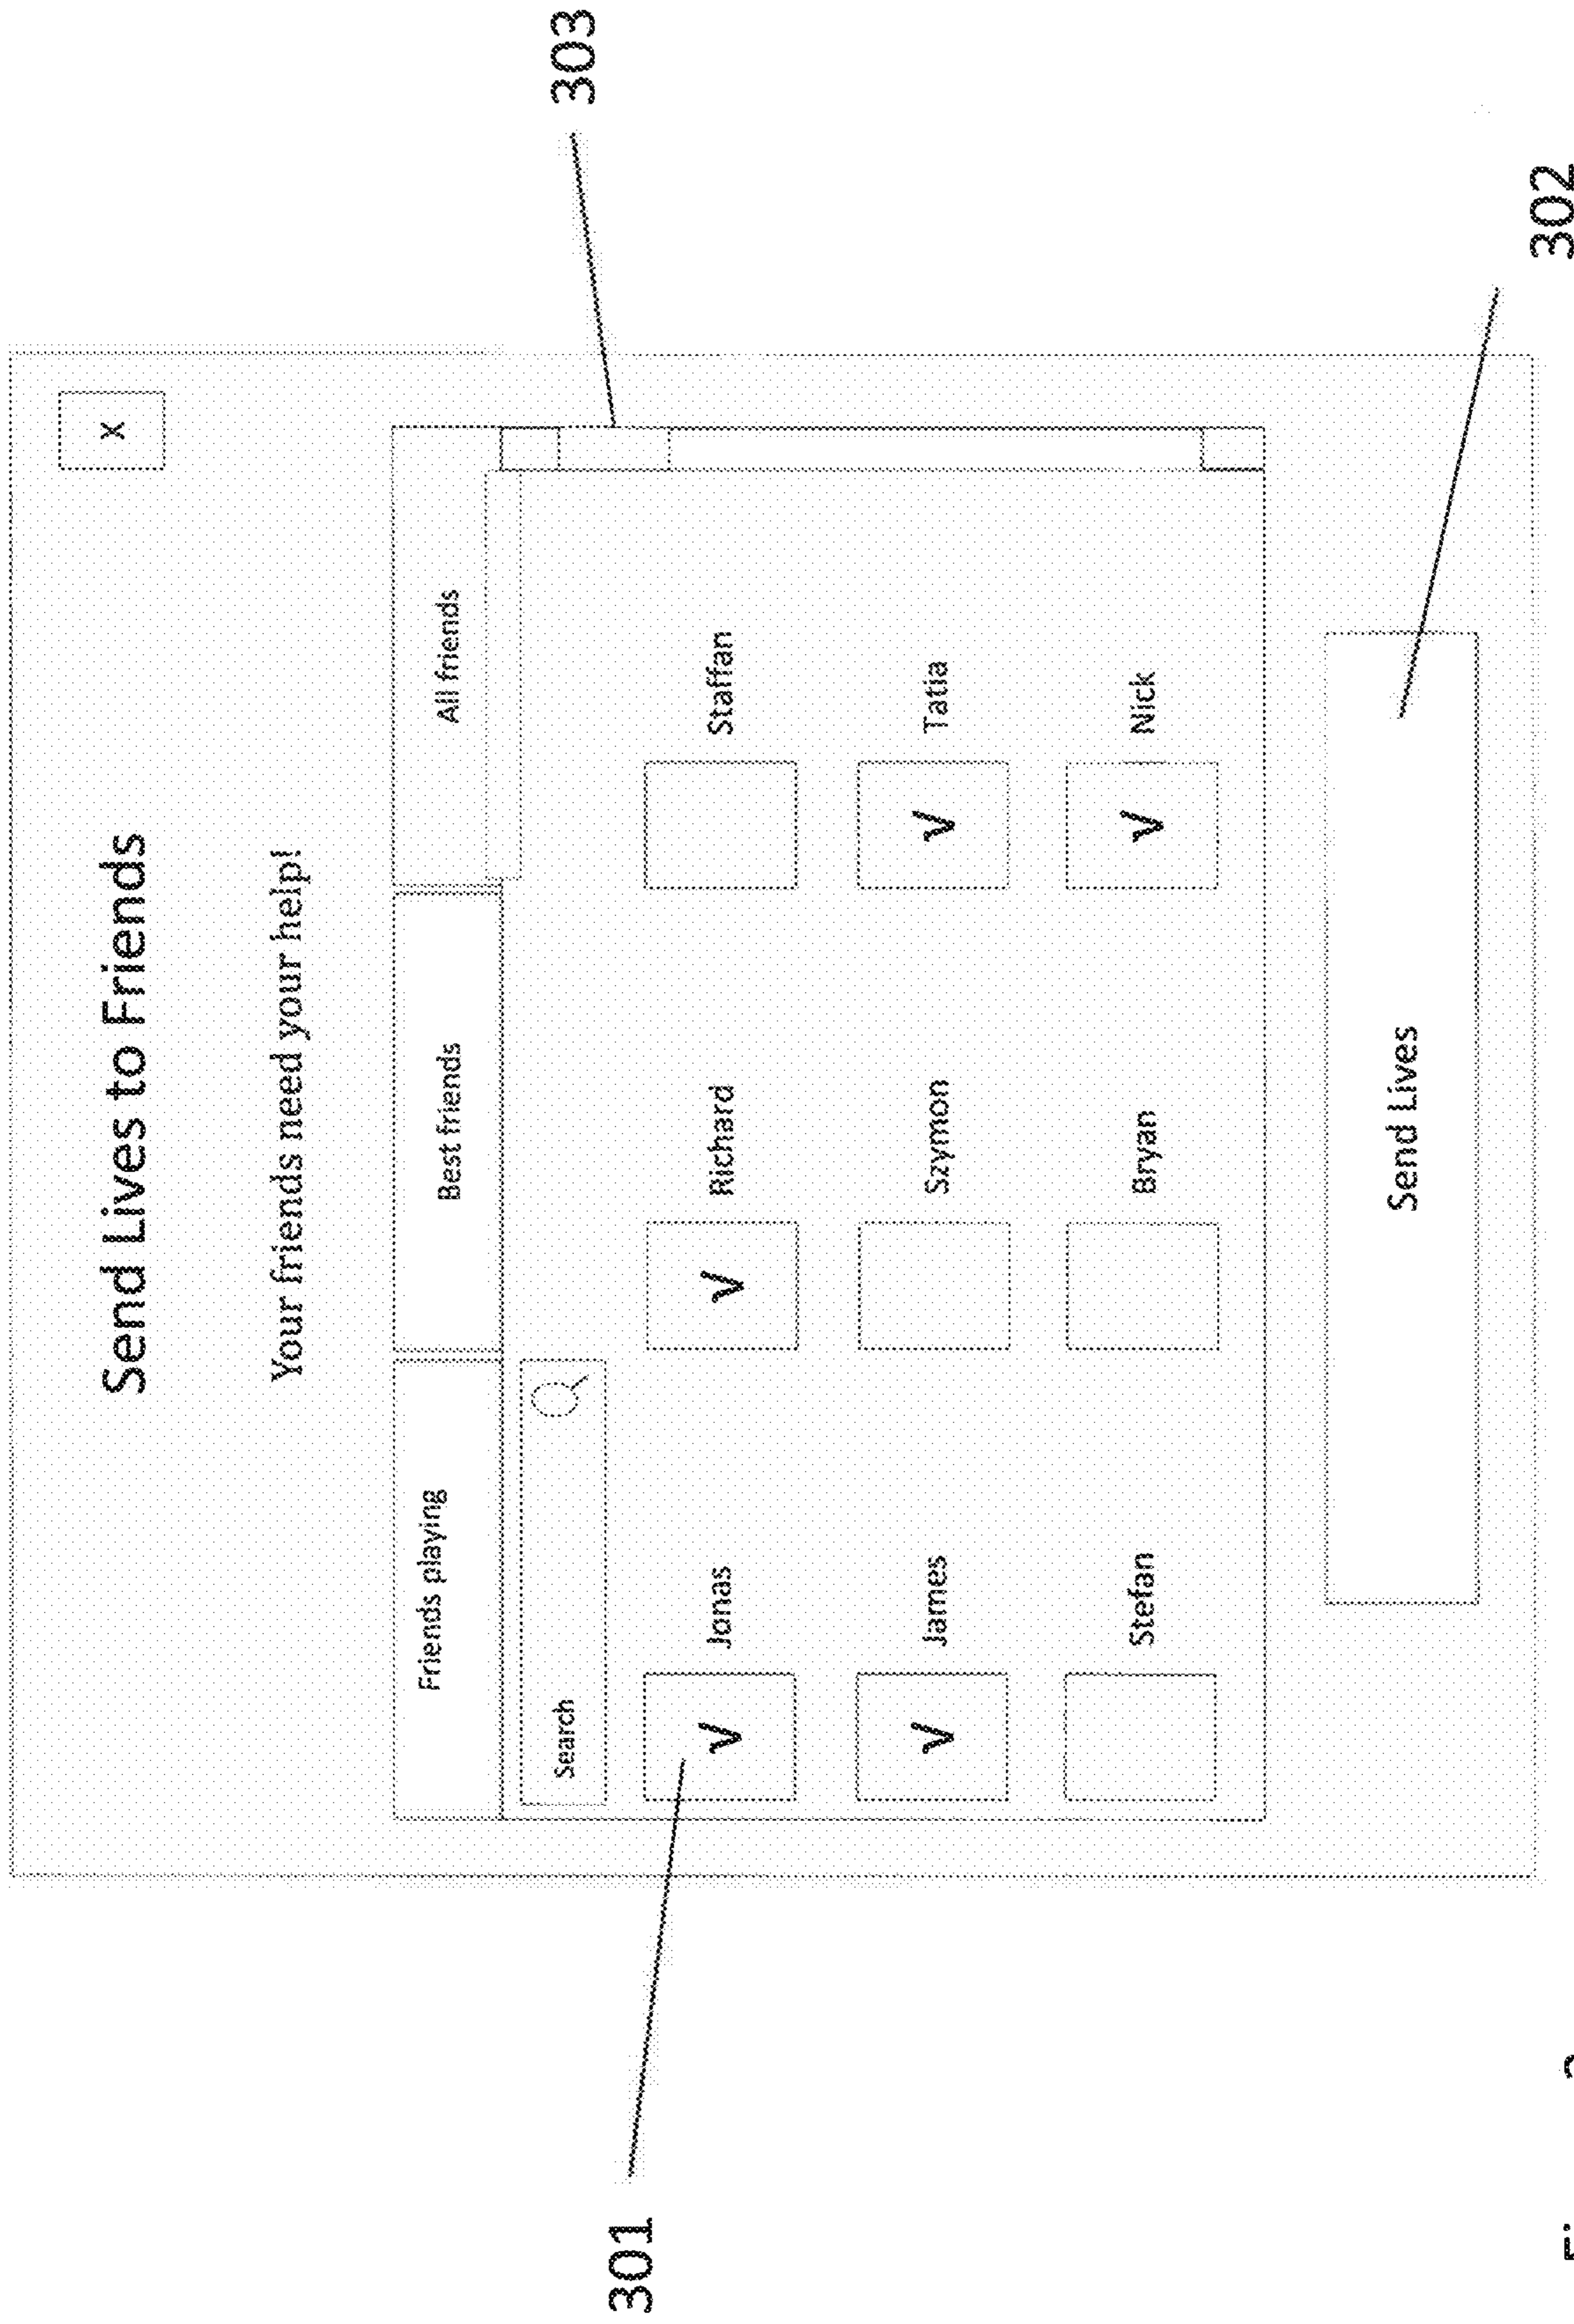 303
X
Send Lives to Friends
Your friends need your help!
Friends playing Best friends All friends
Search
√ Jonas √ Richard Staffan
301
√ James Szymon √ Tatia
Stefan Bryan √ Nick
Send Lives
302